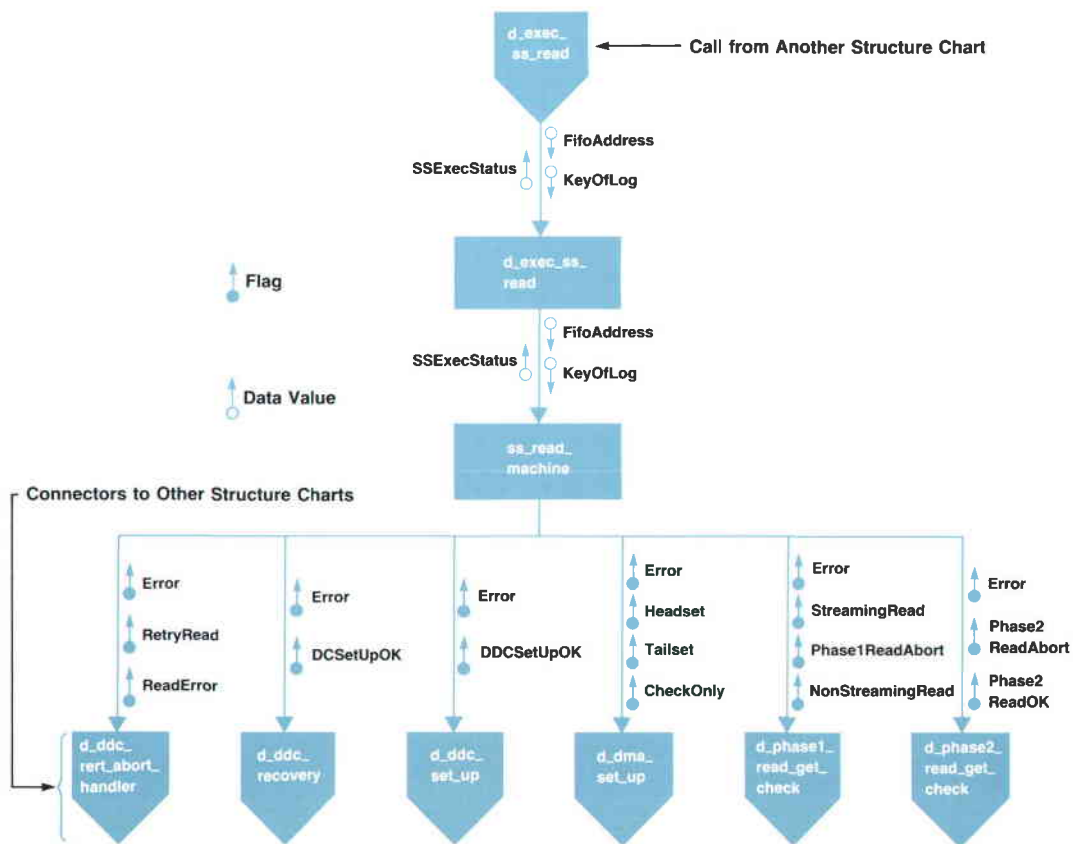 d_exec_
ss_read
Call from Another Structure Chart
FifoAddress
SSExecStatus
KeyOfLog
d_exec_ss_
read
Flag
FifoAddress
SSExecStatus
KeyOfLog
Data Value
ss_read_
machine
Connectors to Other Structure Charts
Error
RetryRead
ReadError
Error
DCSetUpOK
Error
DDCSetUpOK
Error
Headset
Tailset
CheckOnly
Error
StreamingRead
Phase1ReadAbort
NonStreamingRead
Error
Phase2
ReadAbort
Phase2
ReadOK
d_ddc_
rert_abort_
handler
d_ddc_
recovery
d_ddc_
set_up
d_dma_
set_up
d_phase1_
read_get_
check
d_phase2_
read_get_
check